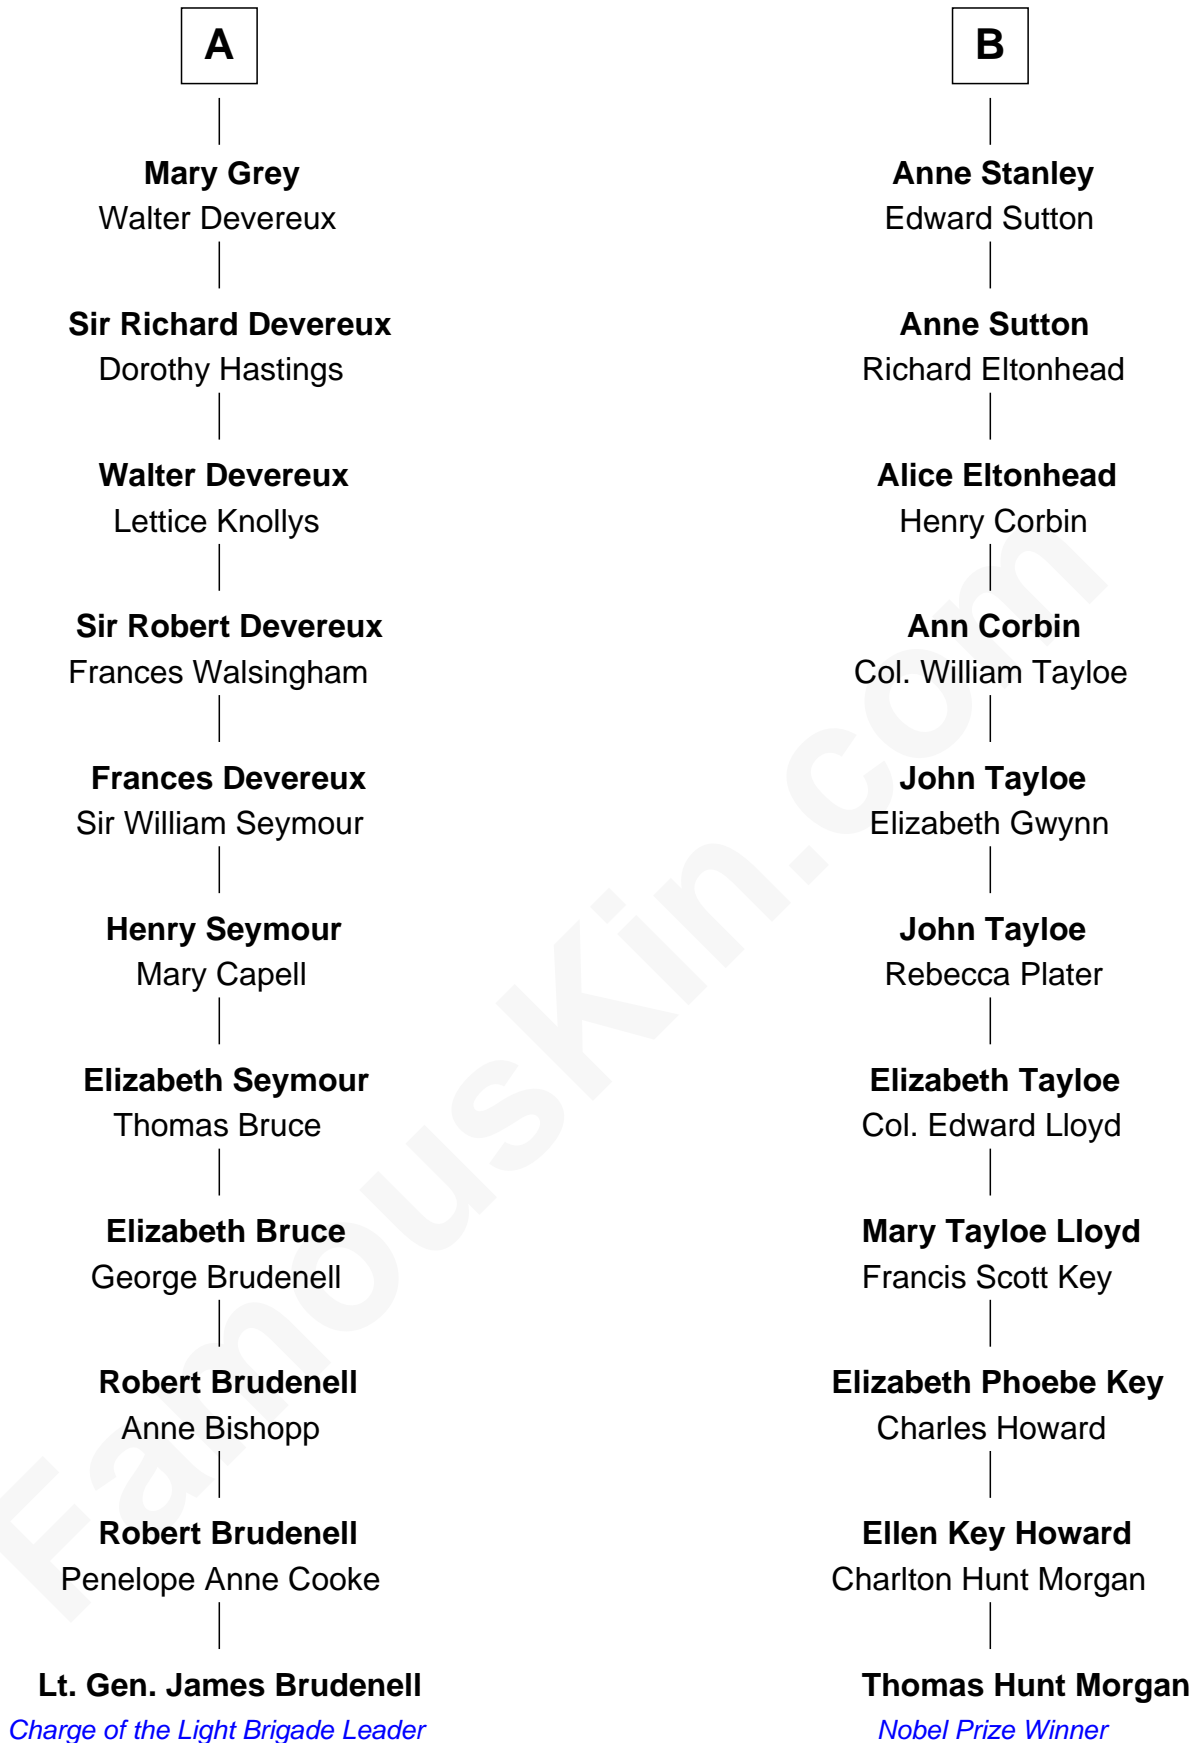 A
Mary Grey
Walter Devereux
Sir Richard Devereux
Dorothy Hastings
Walter Devereux
Lettice Knollys
Sir Robert Devereux
Frances Walsingham
Frances Devereux
Sir William Seymour
Henry Seymour
Mary Capell
Elizabeth Seymour
Thomas Bruce
Elizabeth Bruce
George Brudenell
Robert Brudenell
Anne Bishopp
Robert Brudenell
Penelope Anne Cooke
Lt. Gen. James Brudenell
Charge of the Light Brigade Leader
B
Anne Stanley
Edward Sutton
Anne Sutton
Richard Eltonhead
Alice Eltonhead
Henry Corbin
Ann Corbin
Col. William Tayloe
John Tayloe
Elizabeth Gwynn
John Tayloe
Rebecca Plater
Elizabeth Tayloe
Col. Edward Lloyd
Mary Tayloe Lloyd
Francis Scott Key
Elizabeth Phoebe Key
Charles Howard
Ellen Key Howard
Charlton Hunt Morgan
Thomas Hunt Morgan
Nobel Prize Winner
FamousKin.com